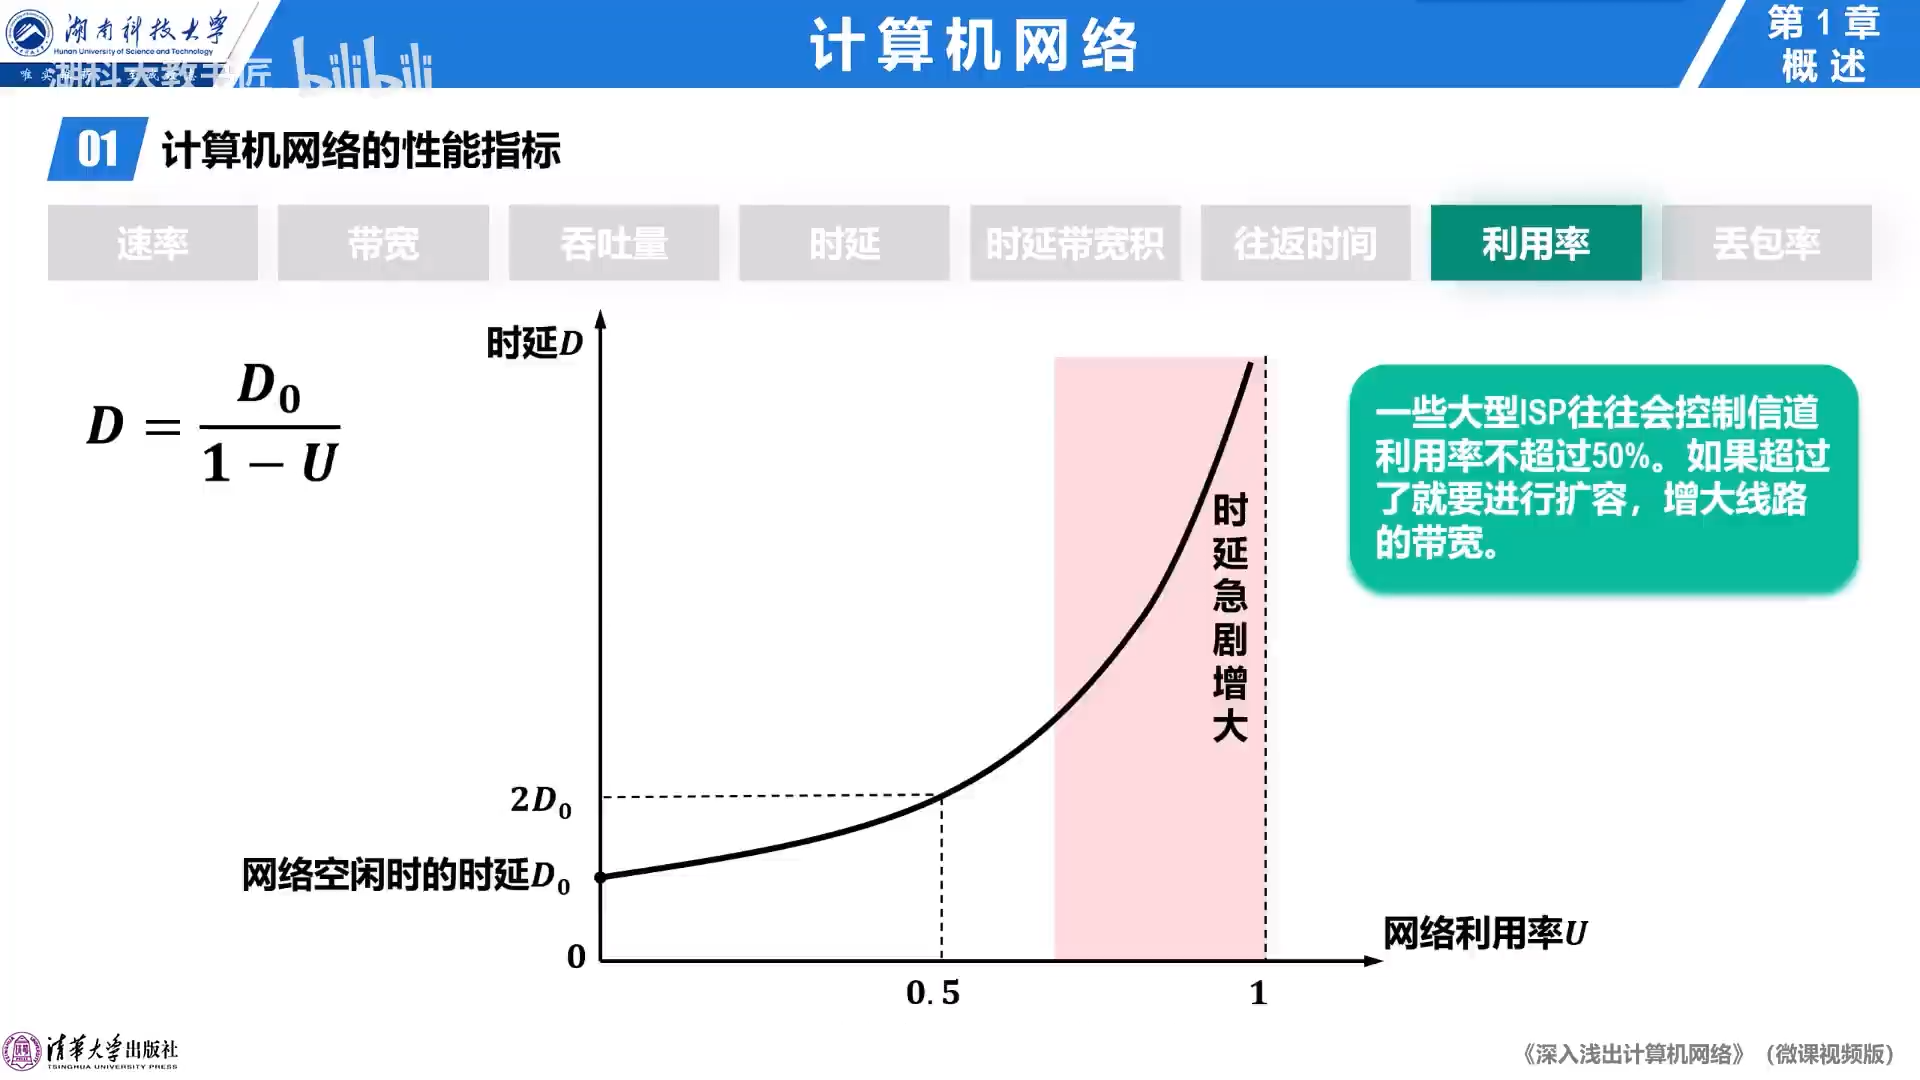 湖南科技大学
Hunan University of Science and Technology
湖科大教书匠
bilibili
计算机网络
第 1 章
概 述
01 计算机网络的性能指标
速率 带宽 吞吐量 时延 时延带宽积 往返时间 利用率 丢包率
D = D₀ / (1 − U)
时延D
时延急剧增大
一些大型ISP往往会控制信道
利用率不超过50%。如果超过
了就要进行扩容，增大线路
的带宽。
2D₀
网络空闲时的时延D₀
网络利用率U
0
0.5
1
清华大学出版社
TSINGHUA UNIVERSITY PRESS
《深入浅出计算机网络》（微课视频版）